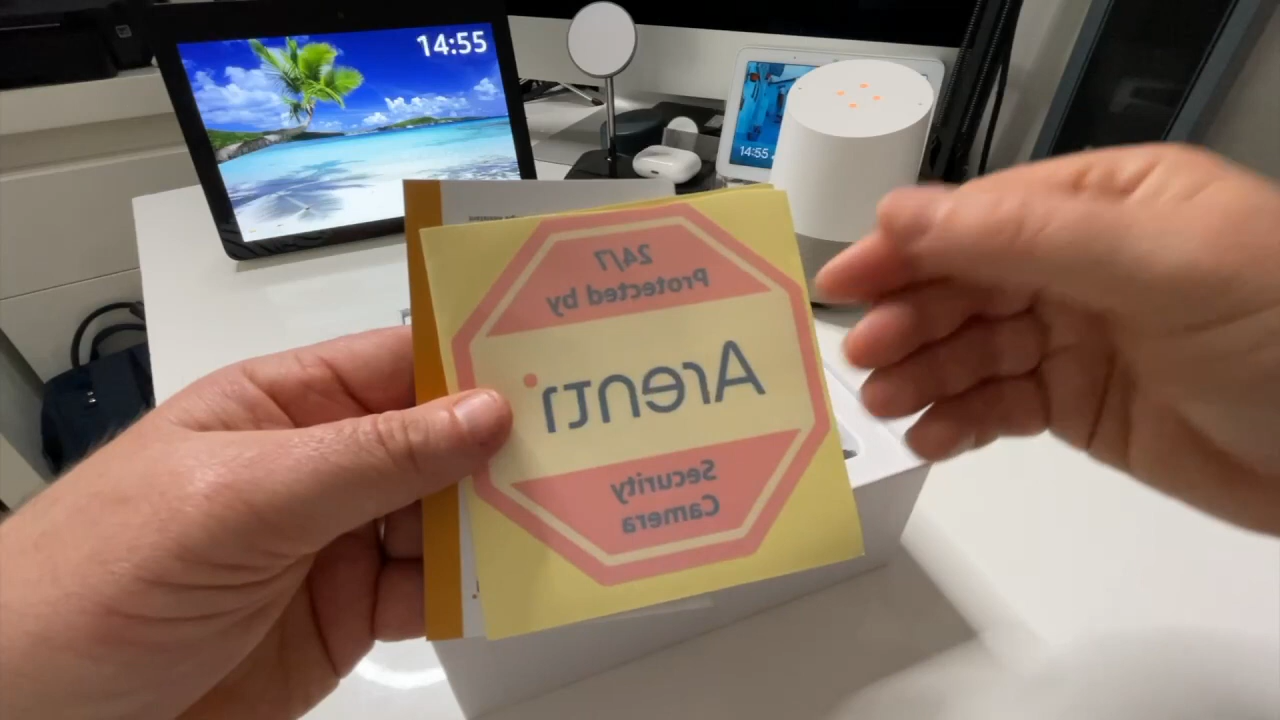 14:55
14:55
24/7
Protected by
Arenti
Security
Camera